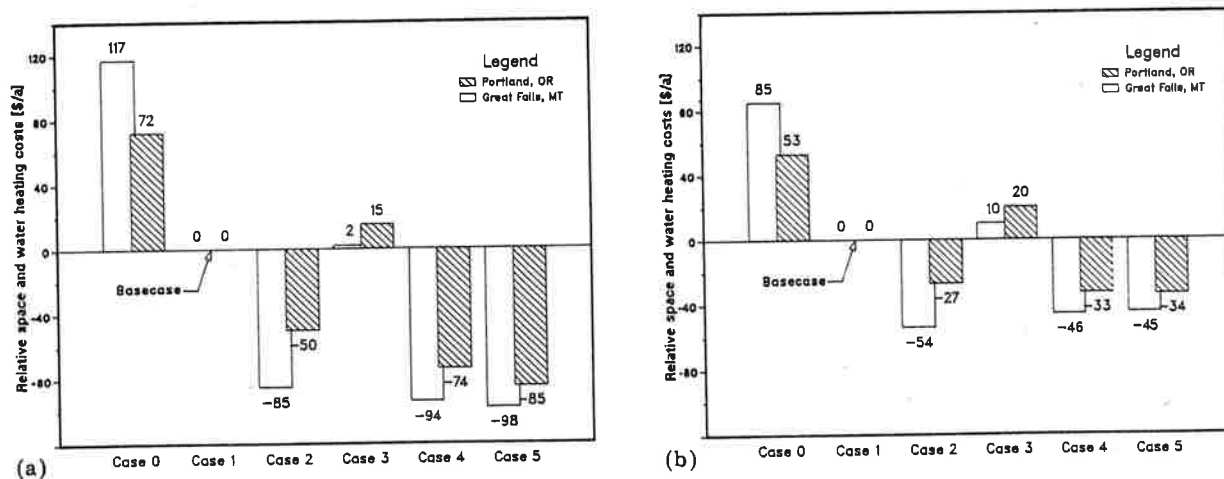 Relative space and water heating costs [$/a]
120
80
40
0
-40
-80
117
72
0 0
Basecase
-85
-50
2
15
-94
-74
-98
-85
Legend
Portland, OR
Great Falls, MT
(a)
Case 0 Case 1 Case 2 Case 3 Case 4 Case 5
Relative space and water heating costs [$/a]
120
80
40
0
-40
-80
85
53
0 0
Basecase
-54
-27
10
20
-46
-33
-45
-34
Legend
Portland, OR
Great Falls, MT
(b)
Case 0 Case 1 Case 2 Case 3 Case 4 Case 5